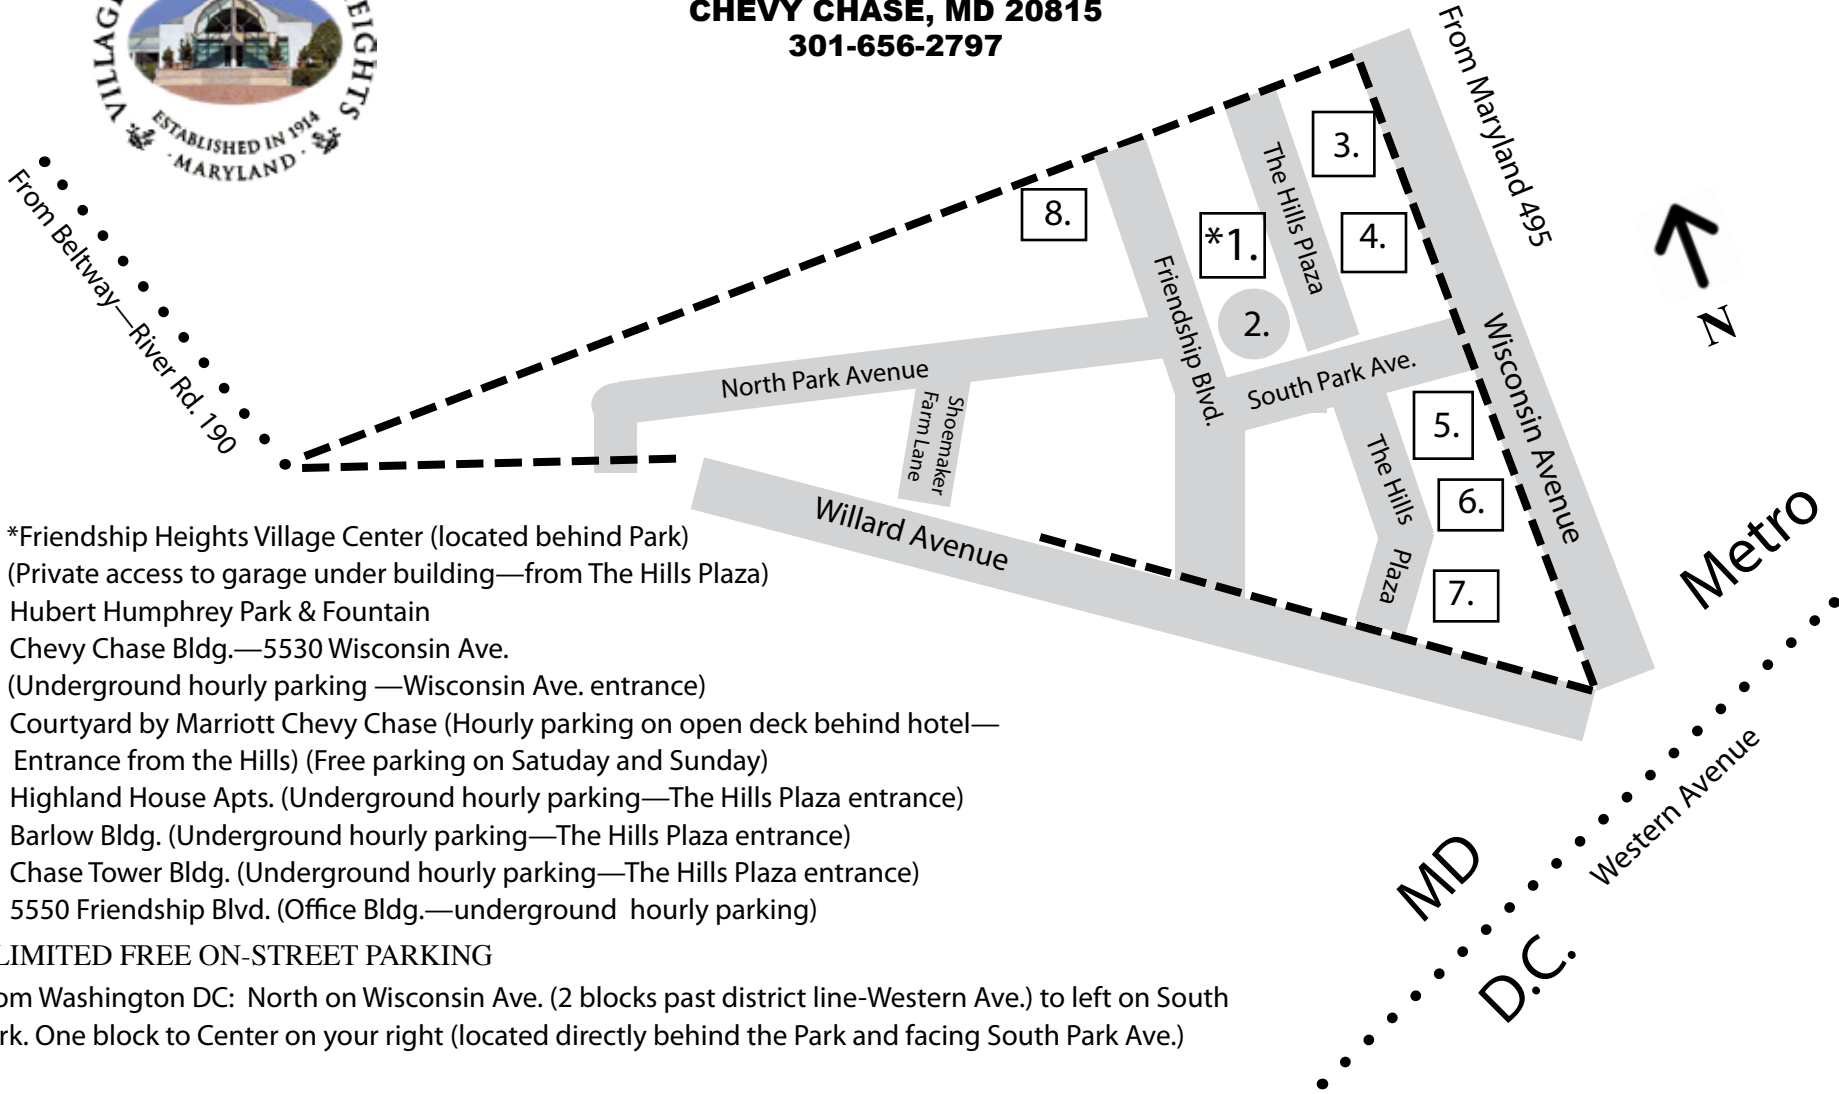 CHEVY CHASE, MD 20815
301-656-2797
VILLAG
EIGHTS
ESTABLISHED IN 1914
· MARYLAND ·
From Beltway—River Rd. 190
From Maryland 495
3.
The Hills Plaza
8.
*1.
4.
Friendship Blvd.
2.
N
Wisconsin Avenue
North Park Avenue
South Park Ave.
Shoemaker
Farm Lane
5.
The Hills
Plaza
6.
7.
Willard Avenue
Metro
Western Avenue
MD
D.C.
*Friendship Heights Village Center (located behind Park)
(Private access to garage under building—from The Hills Plaza)
Hubert Humphrey Park & Fountain
Chevy Chase Bldg.—5530 Wisconsin Ave.
(Underground hourly parking —Wisconsin Ave. entrance)
Courtyard by Marriott Chevy Chase (Hourly parking on open deck behind hotel—
Entrance from the Hills) (Free parking on Satuday and Sunday)
Highland House Apts. (Underground hourly parking—The Hills Plaza entrance)
Barlow Bldg. (Underground hourly parking—The Hills Plaza entrance)
Chase Tower Bldg. (Underground hourly parking—The Hills Plaza entrance)
5550 Friendship Blvd. (Office Bldg.—underground hourly parking)
LIMITED FREE ON-STREET PARKING
om Washington DC: North on Wisconsin Ave. (2 blocks past district line-Western Ave.) to left on South
rk. One block to Center on your right (located directly behind the Park and facing South Park Ave.)